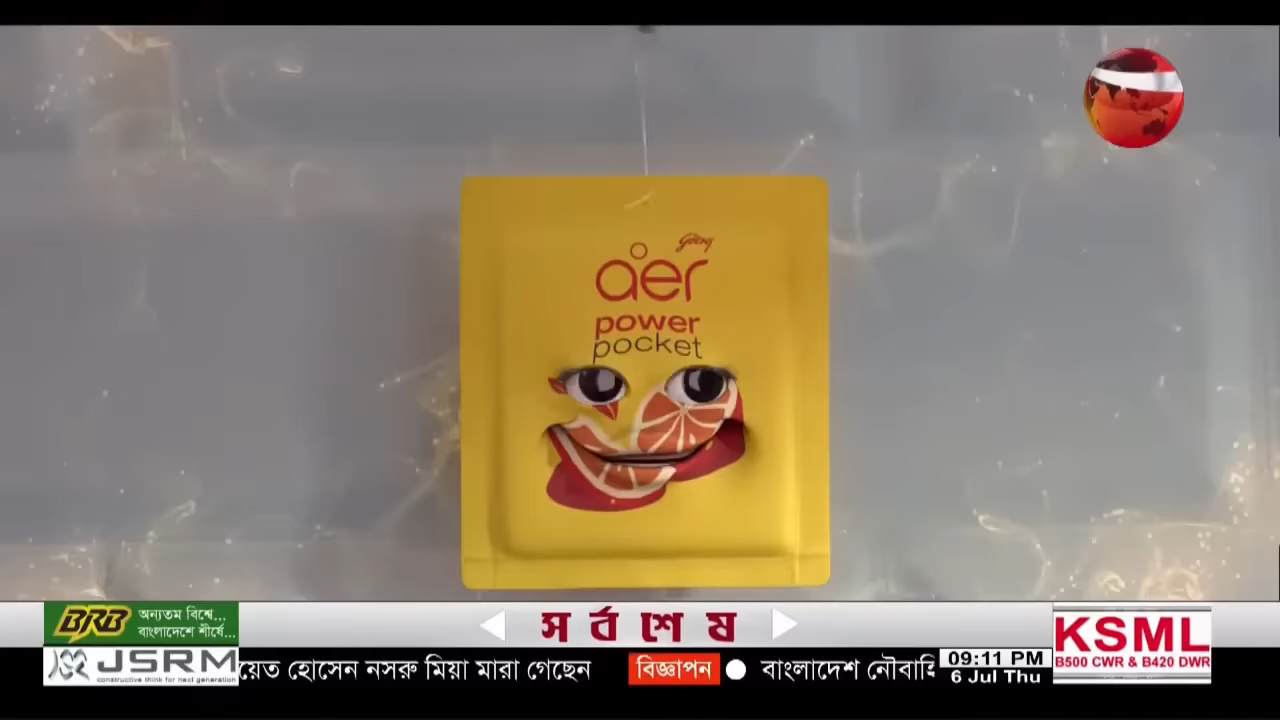 Godrej
aer
power
pocket
BRB
অন্যতম বিশ্বে...
বাংলাদেশে শীর্ষে...
সর্বশেষ
KSML
B500 CWR & B420 DWR
JSRM
constructive think for next generation
য়েত হোসেন নসরু মিয়া মারা গেছেন
বিজ্ঞাপন
বাংলাদেশ
09:11 PM
6 Jul Thu